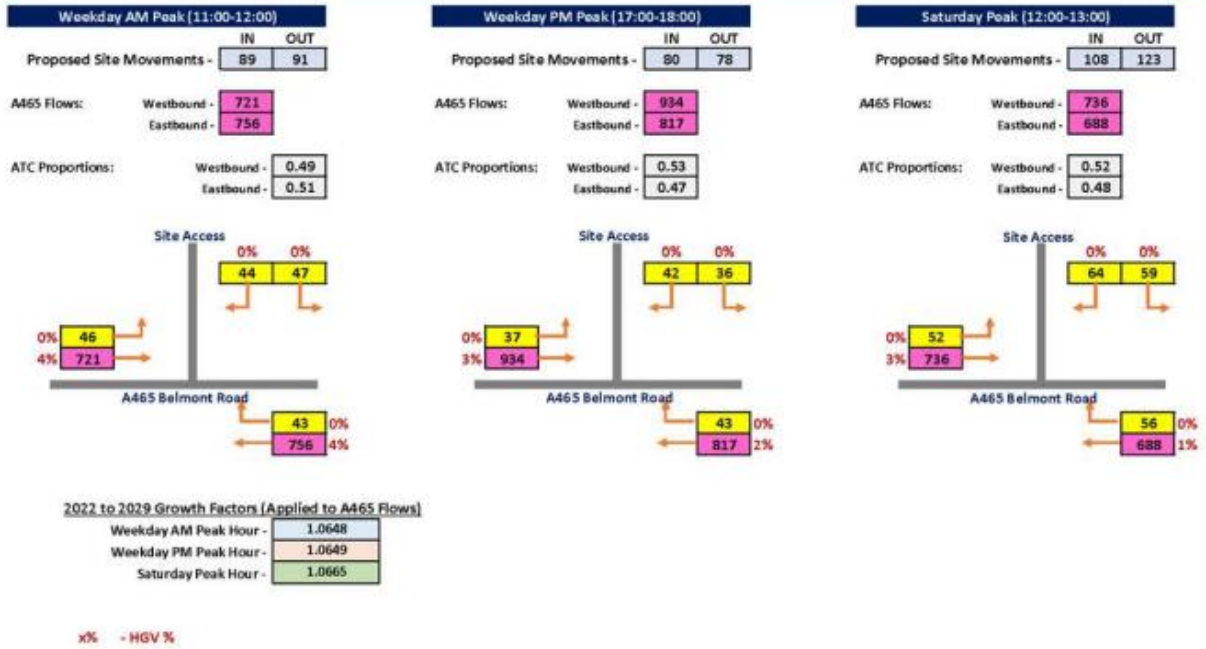 Weekday AM Peak (11:00-12:00)
IN OUT
Proposed Site Movements - 89 91
A465 Flows: Westbound - 721
Eastbound - 756
ATC Proportions: Westbound - 0.49
Eastbound - 0.51
Site Access
0% 0%
44 47
0% 46
4% 721
A465 Belmont Road
43 0%
756 4%
Weekday PM Peak (17:00-18:00)
IN OUT
Proposed Site Movements - 80 78
A465 Flows: Westbound - 934
Eastbound - 817
ATC Proportions: Westbound - 0.53
Eastbound - 0.47
Site Access
0% 0%
42 36
0% 37
3% 934
A465 Belmont Road
43 0%
817 2%
Saturday Peak (12:00-13:00)
IN OUT
Proposed Site Movements - 108 123
A465 Flows: Westbound - 736
Eastbound - 688
ATC Proportions: Westbound - 0.52
Eastbound - 0.48
Site Access
0% 0%
64 59
0% 52
3% 736
A465 Belmont Road
56 0%
688 1%
2022 to 2029 Growth Factors (Applied to A465 Flows)
Weekday AM Peak Hour - 1.0648
Weekday PM Peak Hour - 1.0649
Saturday Peak Hour - 1.0665
x% - HGV %